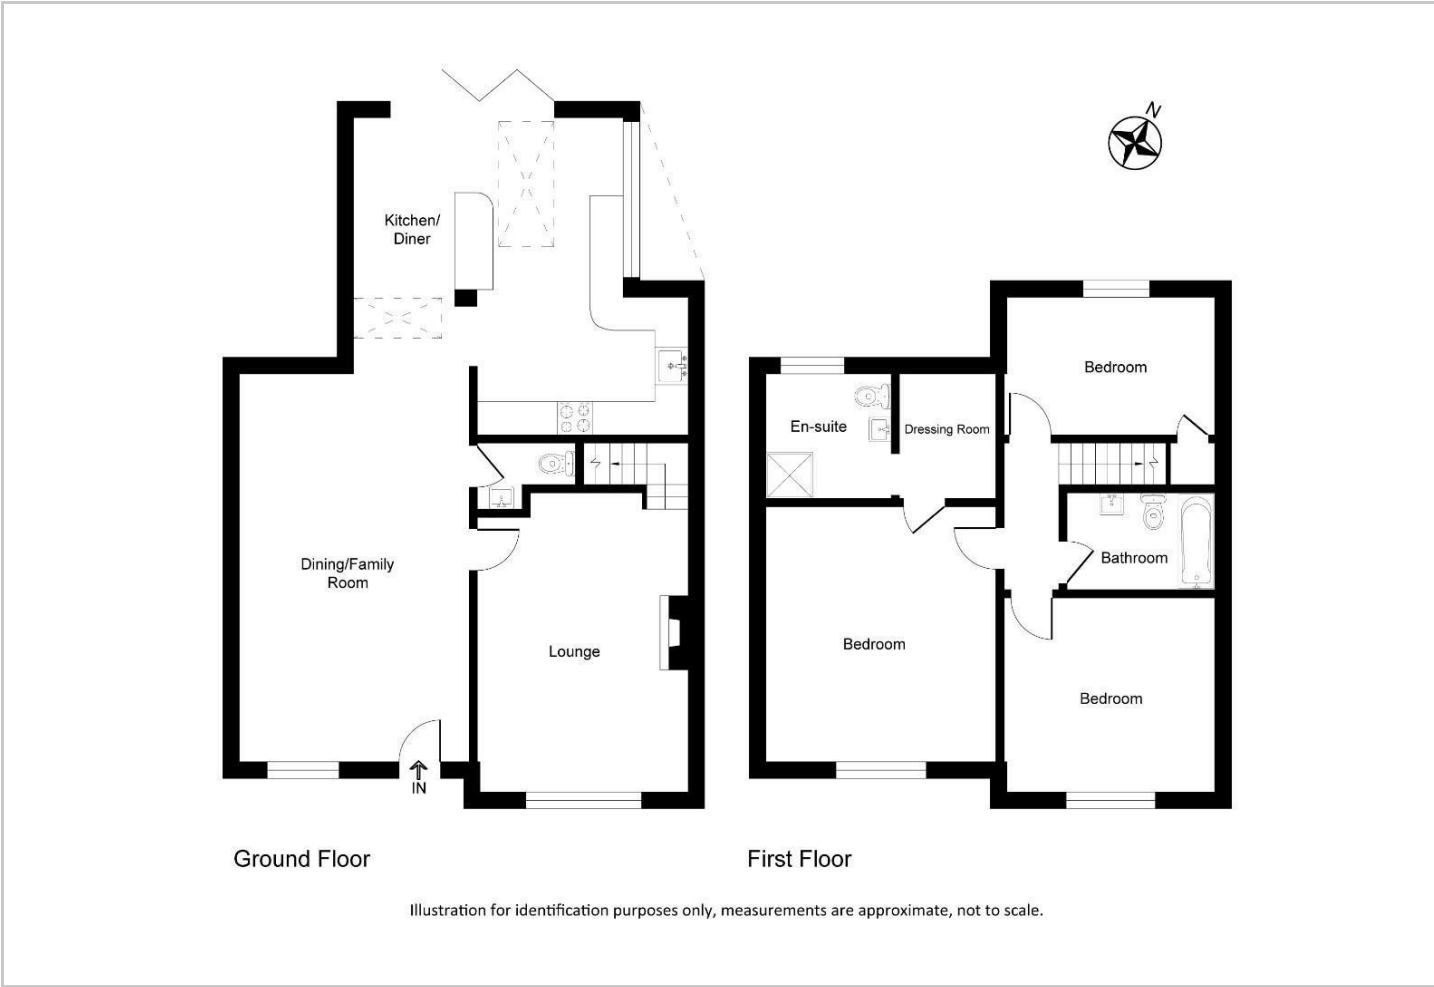 N
Kitchen/
Diner
Bedroom
En-suite
Dressing Room
Dining/Family
Room
Bathroom
Lounge
Bedroom
Bedroom
IN
Ground Floor
First Floor
Illustration for identification purposes only, measurements are approximate, not to scale.